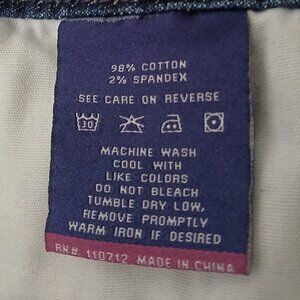 98% COTTON
2% SPANDEX
SEE CARE ON REVERSE
30
MACHINE WASH
COOL WITH
LIKE COLORS
DO NOT BLEACH
TUMBLE DRY LOW,
REMOVE PROMPTLY
WARM IRON IF DESIRED
RN# 110712 MADE IN CHINA